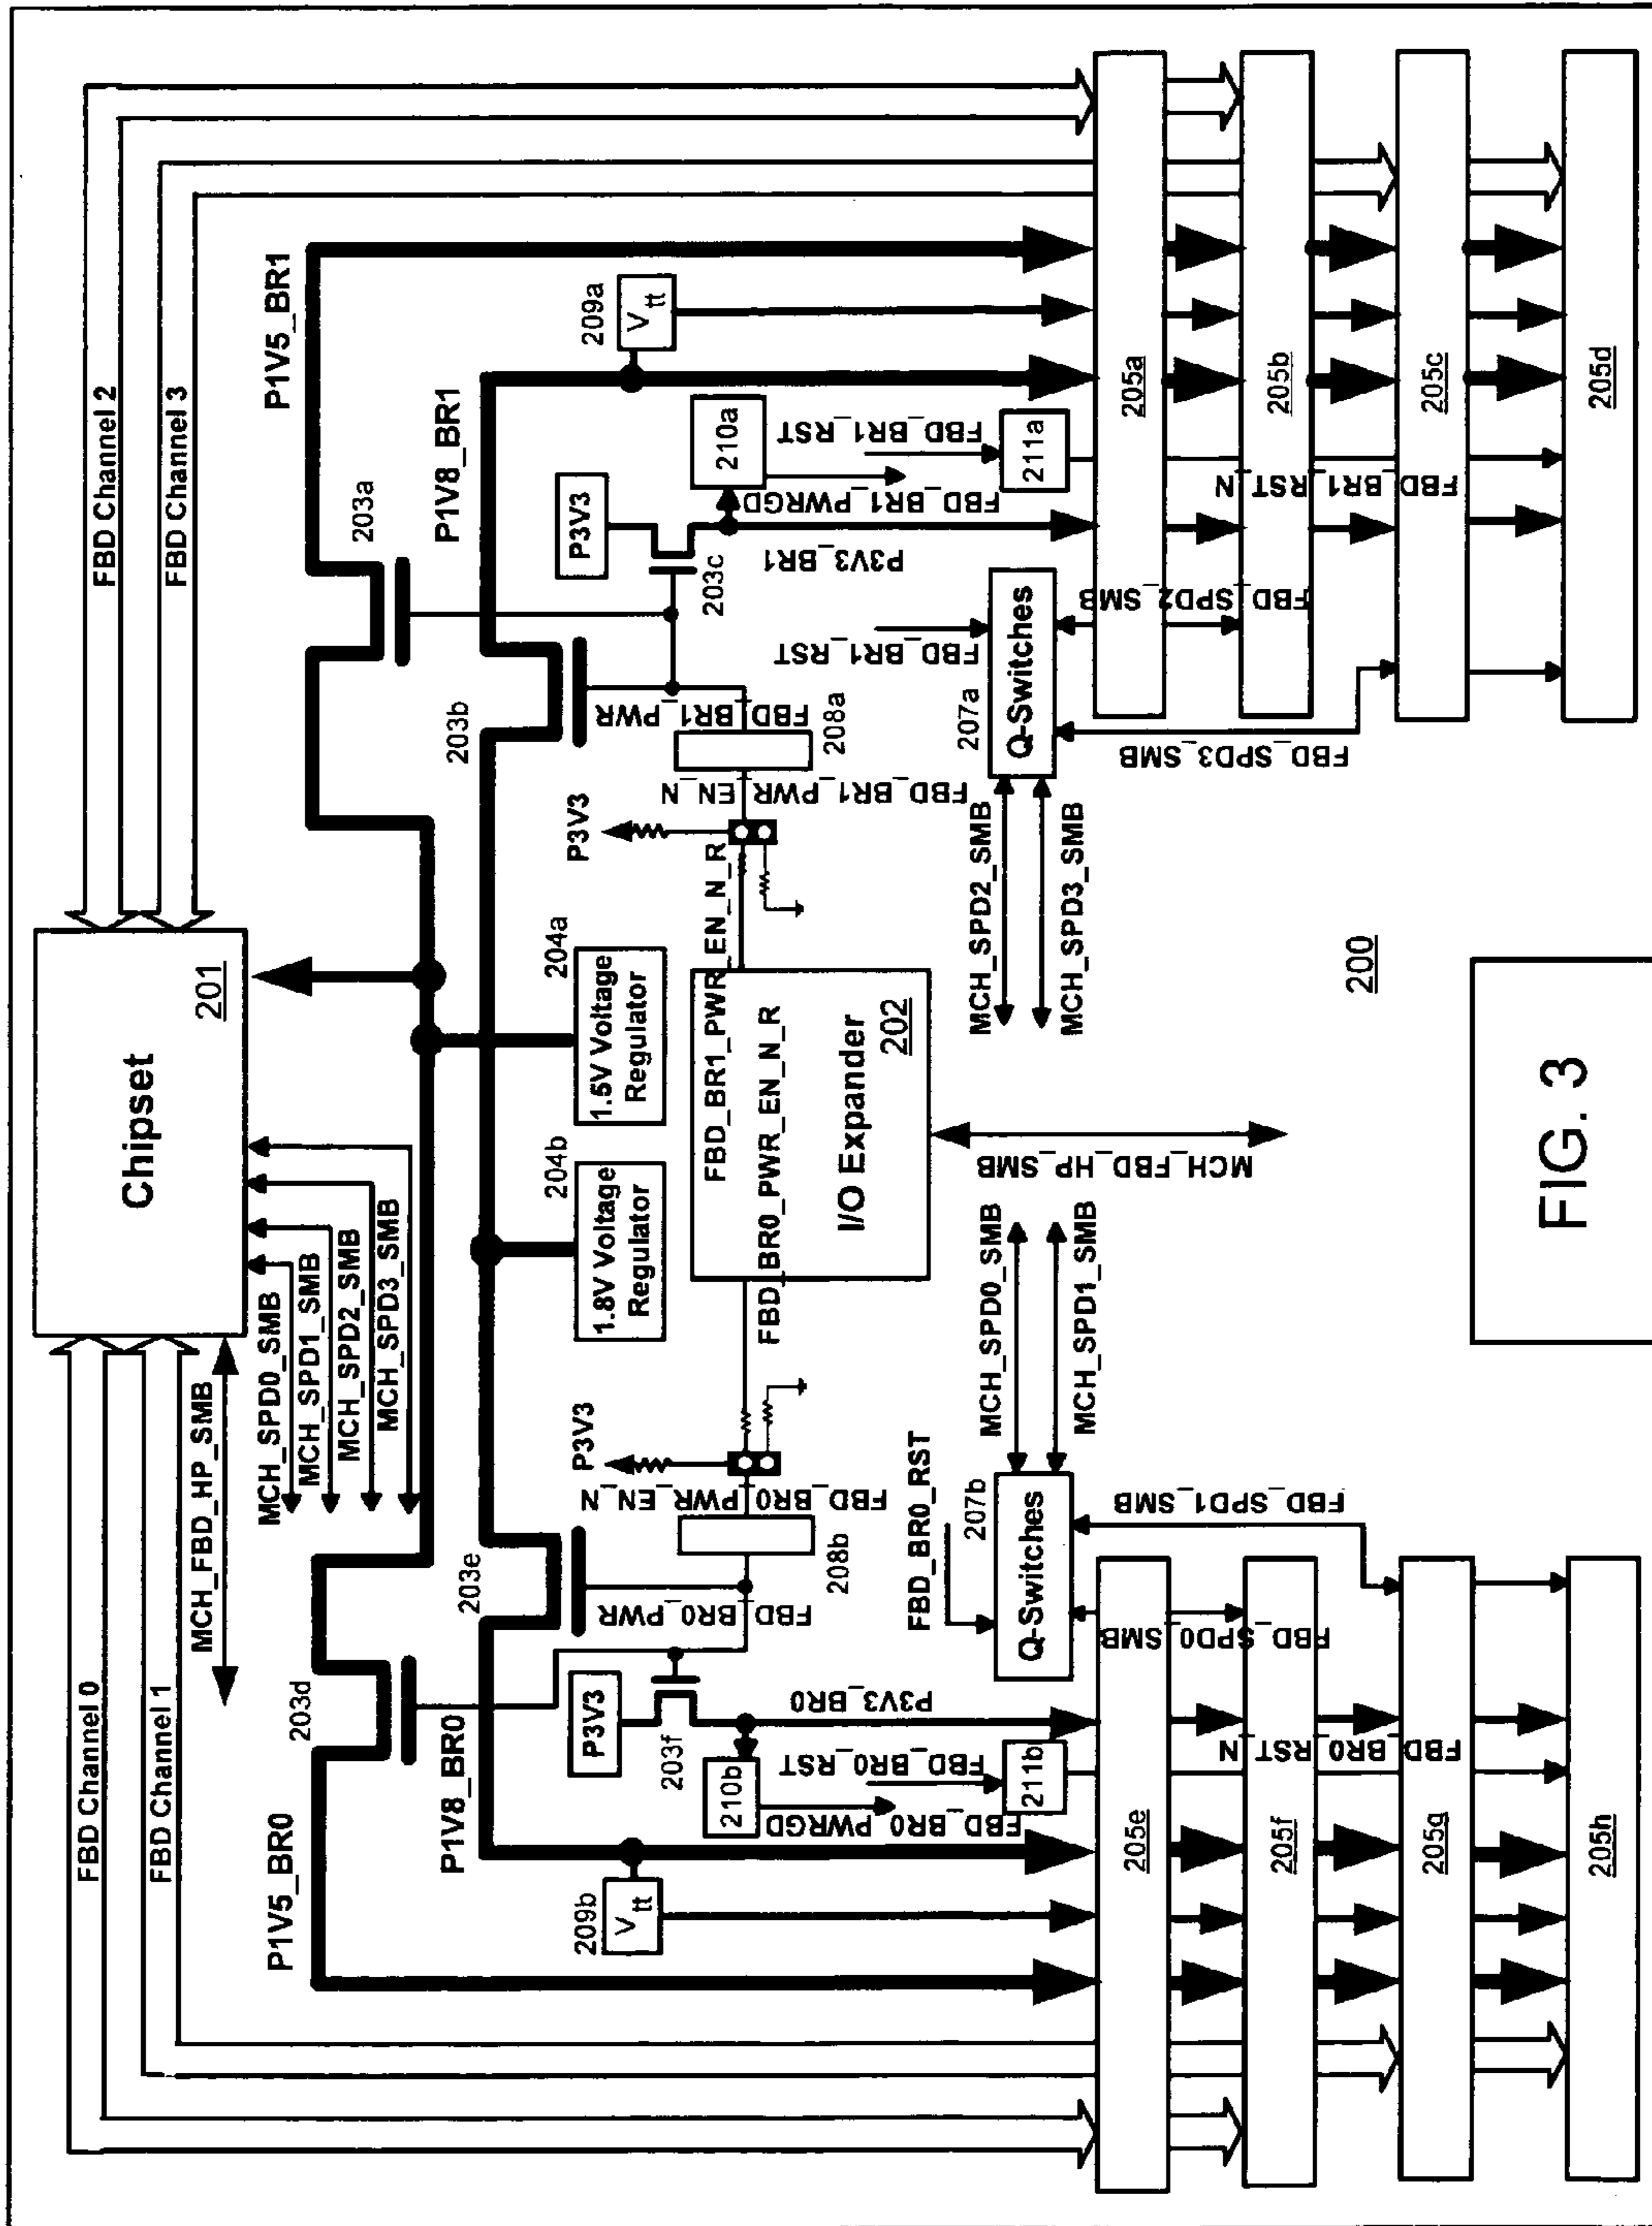 FBD Channel 0
FBD Channel 1
MCH_FBD_HP_SMB
MCH_SPD0_SMB
MCH_SPD1_SMB
MCH_SPD2_SMB
MCH_SPD3_SMB
Chipset
201
FBD Channel 2
FBD Channel 3
P1V5_BR0
203d
203a
P1V5_BR1
P1V8_BR0
203e
203b
P1V8_BR1
209b
Vtt
P3V3
203f
FBD_BR0_PWR
P3V3
FBD_BR0_PWR_EN_N
208b
204b
1.8V Voltage
Regulator
204a
1.5V Voltage
Regulator
P3V3
FBD_BR1_PWR_EN_N
FBD_BR1_PWR
208a
P3V3
203c
209a
Vtt
FBD_BR1_PWR_EN_N_R
FBD_BR0_PWR_EN_N_R
I/O Expander
202
210b
FBD_BR0_PWRGD
FBD_BR0_RST
211b
P3V3_BR0
210a
FBD_BR1_PWRGD
FBD_BR1_RST
211a
P3V3_BR1
FBD_BR0_RST
207b
Q-Switches
MCH_SPD0_SMB
MCH_SPD1_SMB
MCH_FBD_HP_SMB
MCH_SPD2_SMB
MCH_SPD3_SMB
207a
Q-Switches
FBD_BR1_RST
FBD_SPD0_SMB
FBD_SPD1_SMB
FBD_SPD3_SMB
FBD_SPD2_SMB
205e
205a
205f
FBD_BR0_RST_N
205b
FBD_BR1_RST_N
205g
205c
205h
205d
200
FIG. 3